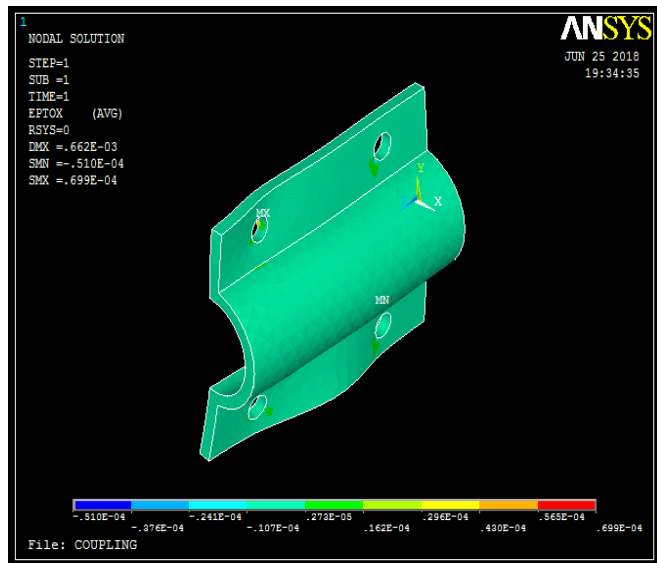 1
NODAL SOLUTION
STEP=1
SUB =1
TIME=1
EPTOX (AVG)
RSYS=0
DMX =.662E-03
SMN =-.510E-04
SMX =.699E-04
ANSYS
JUN 25 2018
19:34:35
Y
X
MX
MN
-.510E-04
-.376E-04
-.241E-04
-.107E-04
.273E-05
.162E-04
.296E-04
.430E-04
.565E-04
.699E-04
File: COUPLING